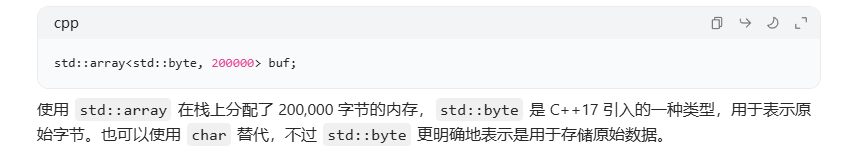 cpp
std::array<std::byte, 200000> buf;
使用 std::array 在栈上分配了 200,000 字节的内存， std::byte 是 C++17 引入的一种类型，用于表示原
始字节。也可以使用 char 替代，不过 std::byte 更明确地表示是用于存储原始数据。